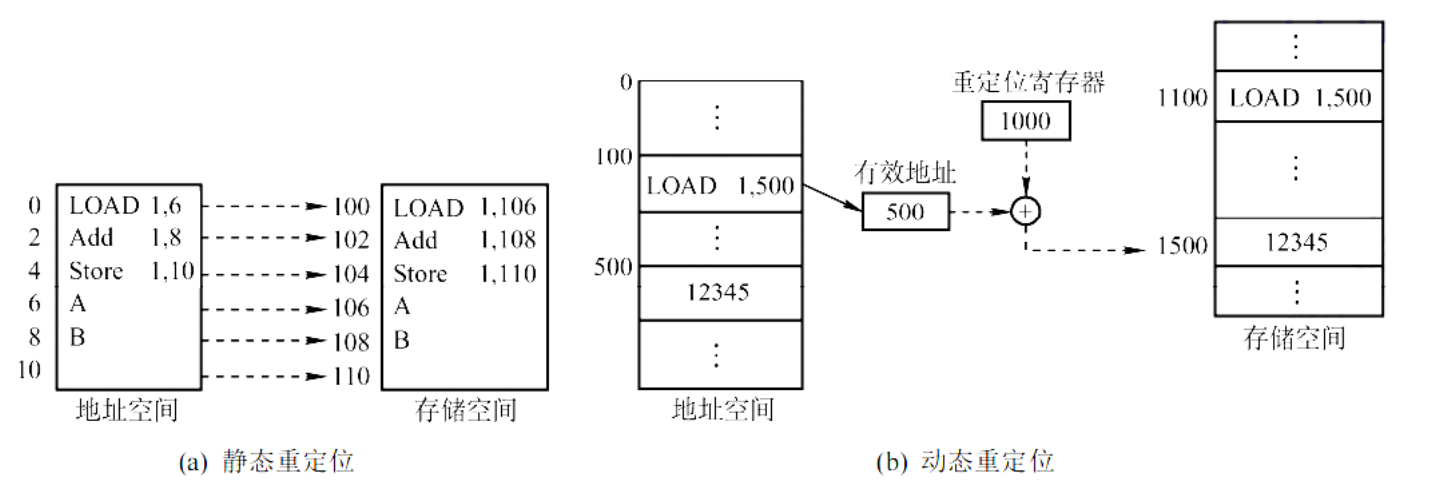 0 LOAD 1,6 100 LOAD 1,106
2 Add 1,8 102 Add 1,108
4 Store 1,10 104 Store 1,110
6 A 106 A
8 B 108 B
10 110
地址空间 存储空间
(a) 静态重定位
0
⋮
100
LOAD 1,500
⋮
500
12345
⋮
地址空间
有效地址
500
重定位寄存器
1000
+
⋮
1100 LOAD 1,500
⋮
1500 12345
⋮
存储空间
(b) 动态重定位